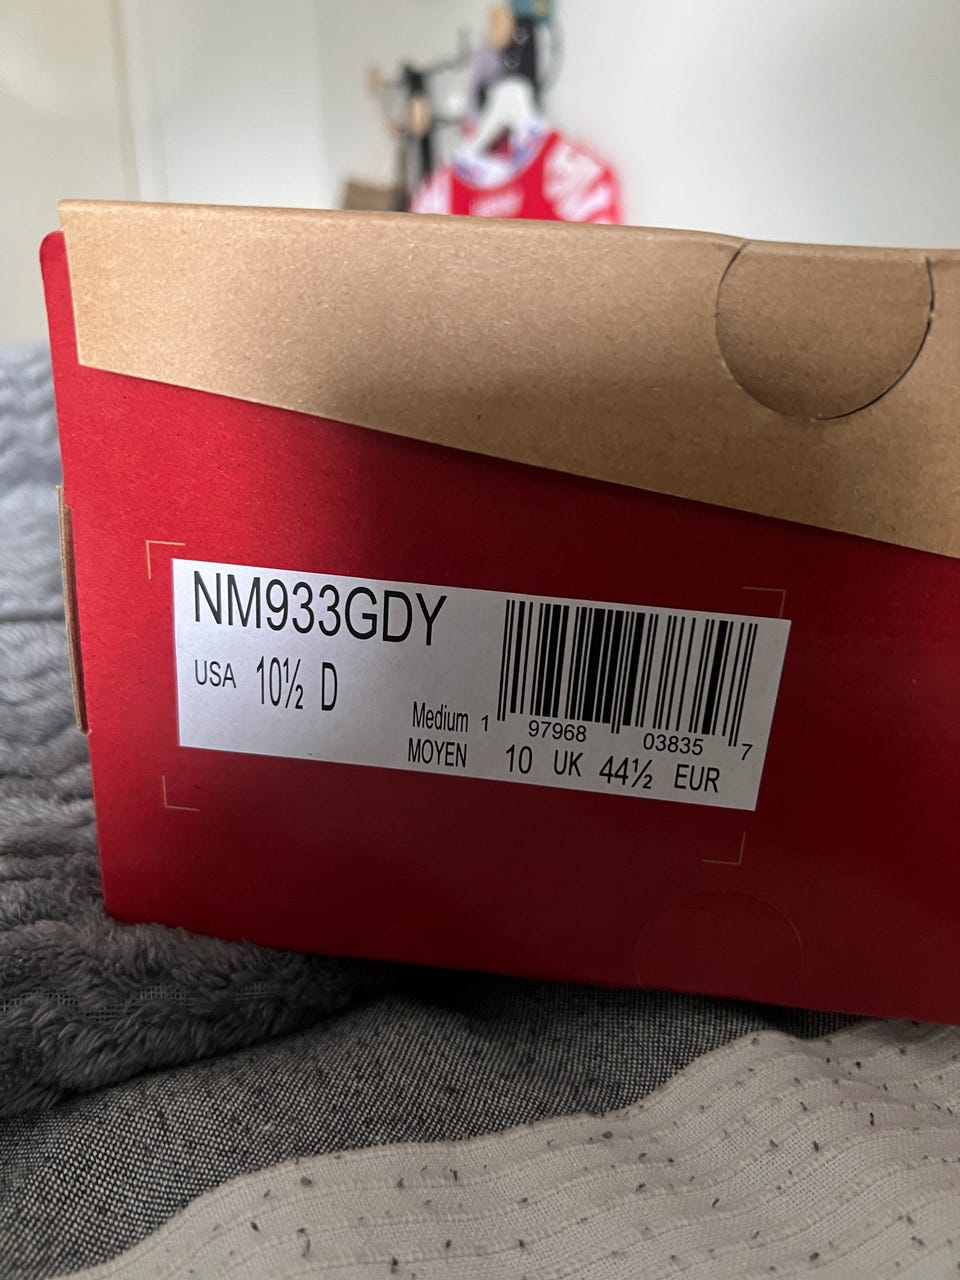 NM933GDY
USA 10½ D
Medium
MOYEN
1 97968 03835 7
10 UK 44½ EUR